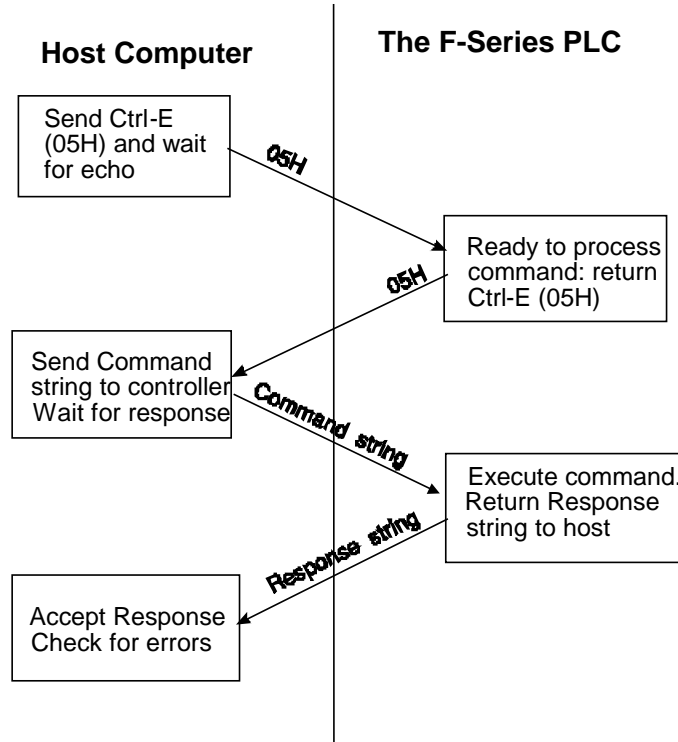 Host Computer
The F-Series PLC
Send Ctrl-E
(05H) and wait
for echo
05H
Ready to process
command: return
Ctrl-E (05H)
05H
Send Command
string to controller
Wait for response
Command string
Execute command.
Return Response
string to host
Response string
Accept Response
Check for errors